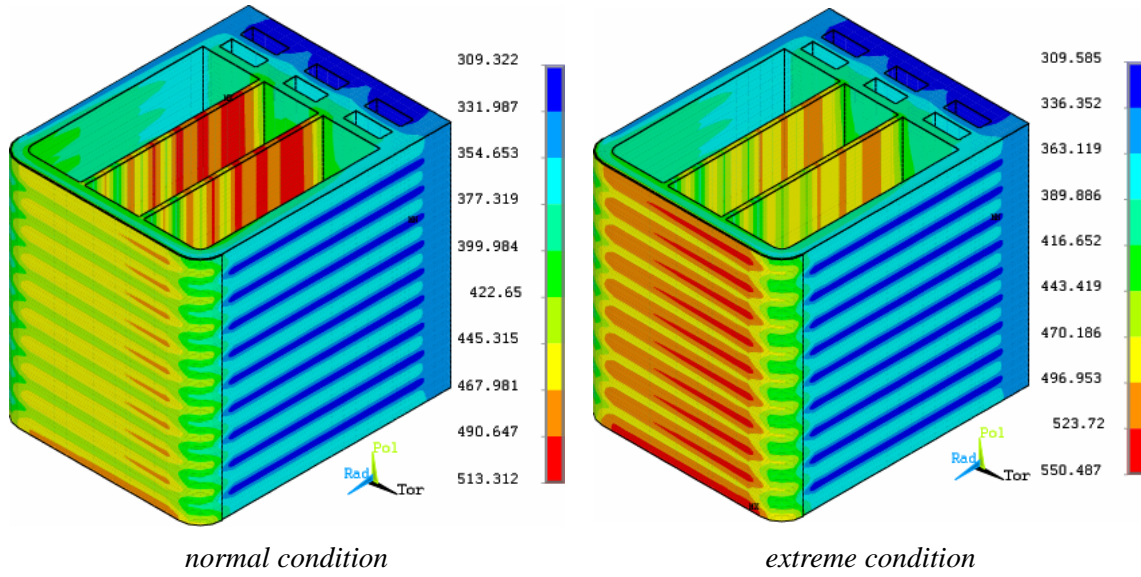 309.322
331.987
354.653
377.319
399.984
422.65
445.315
467.981
490.647
513.312
Pol
Rad
Tor
normal condition
309.585
336.352
363.119
389.886
416.652
443.419
470.186
496.953
523.72
550.487
Pol
Rad
Tor
extreme condition